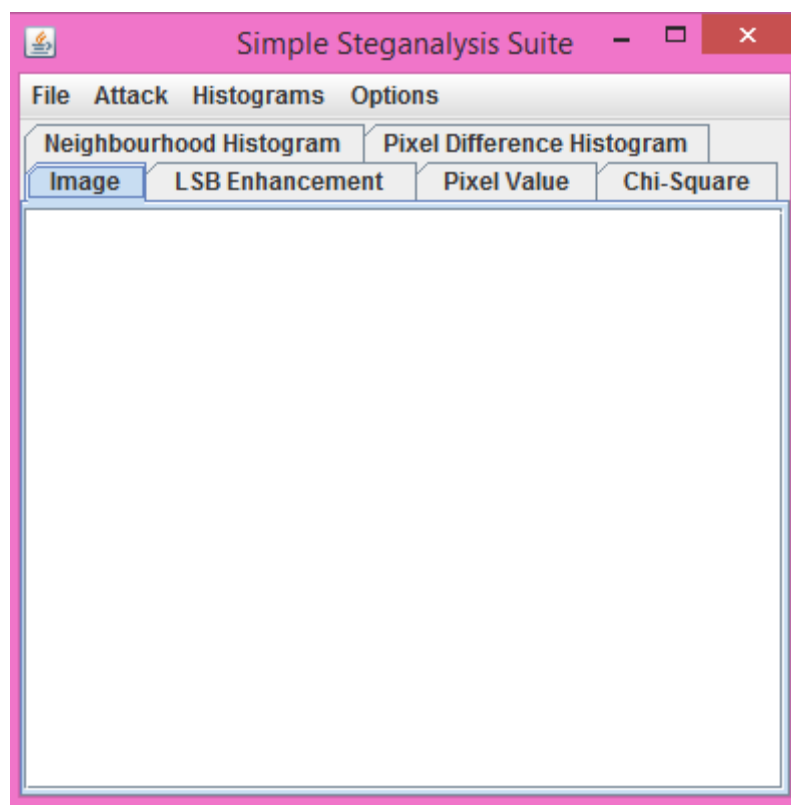 Simple Steganalysis Suite
File Attack Histograms Options
Neighbourhood Histogram Pixel Difference Histogram
Image LSB Enhancement Pixel Value Chi-Square